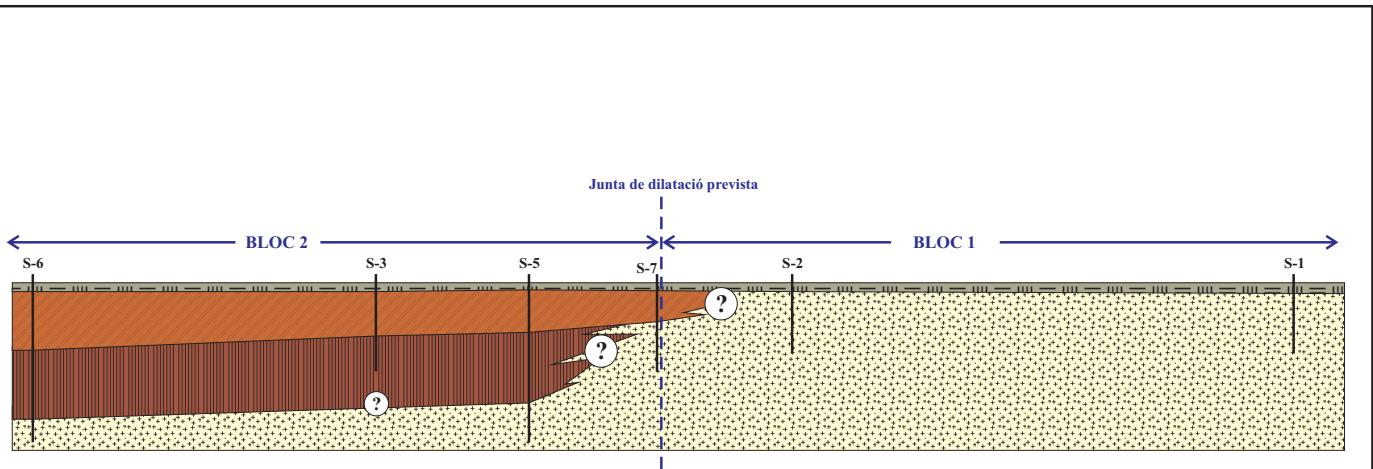 Junta de dilatació prevista
BLOC 2
BLOC 1
S-6
S-3
S-5
S-7
S-2
S-1
?
?
?